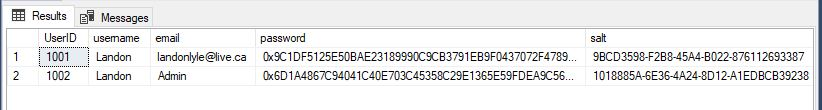 Results Messages
UserID username email password salt
1 1001 Landon landonlyle@live.ca 0x9C1DF5125E50BAE23189990C9CB3791EB9F0437072F4789... 9BCD3598-F2B8-45A4-B022-876112693387
2 1002 Landon Admin 0x6D1A4867C94041C40E703C45358C29E1365E59FDEA9C56... 1018885A-6E36-4A24-8D12-A1EDBCB39238